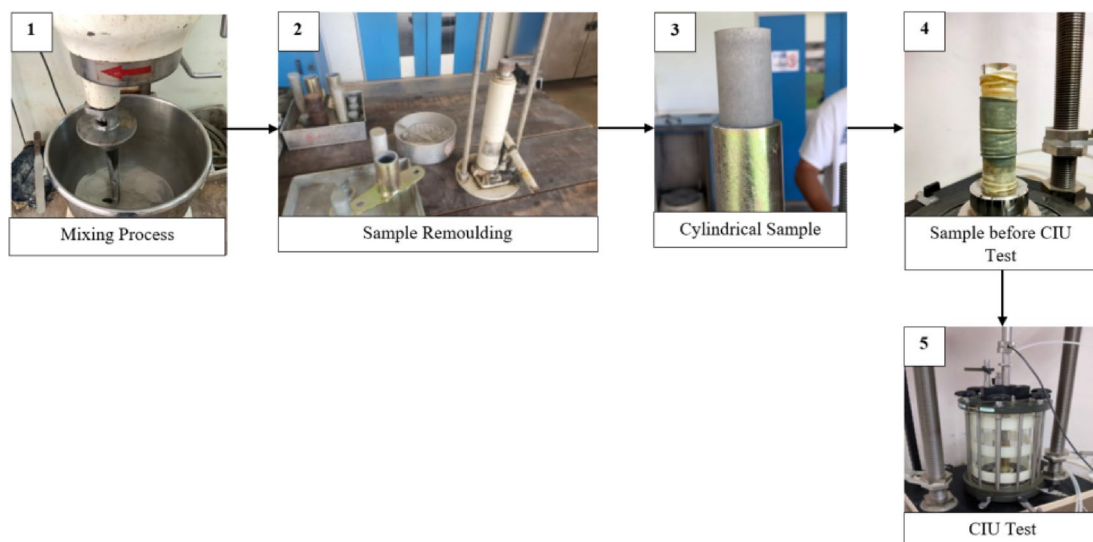 1
Mixing Process
2
Sample Remoulding
3
Cylindrical Sample
4
Sample before CIU
Test
5
CIU Test